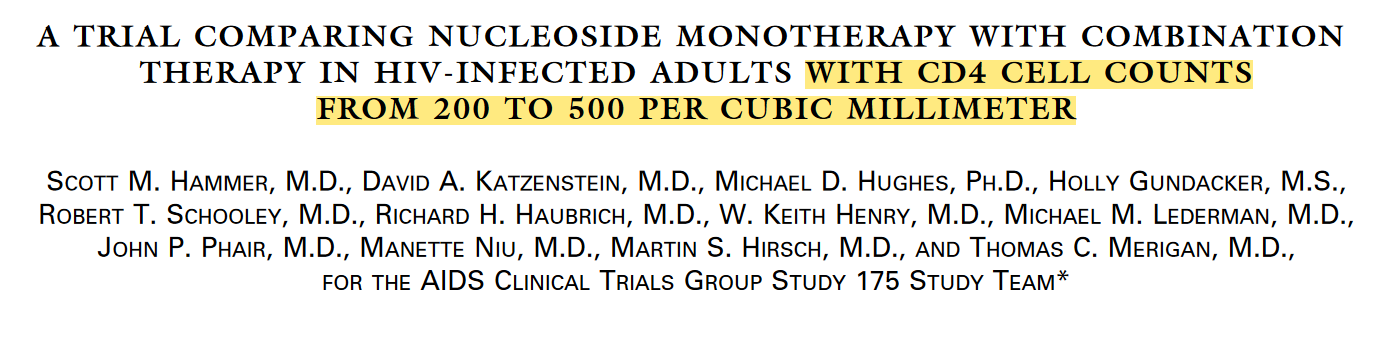 A TRIAL COMPARING NUCLEOSIDE MONOTHERAPY WITH COMBINATION
THERAPY IN HIV-INFECTED ADULTS WITH CD4 CELL COUNTS
FROM 200 TO 500 PER CUBIC MILLIMETER
SCOTT M. HAMMER, M.D., DAVID A. KATZENSTEIN, M.D., MICHAEL D. HUGHES, PH.D., HOLLY GUNDACKER, M.S.,
ROBERT T. SCHOOLEY, M.D., RICHARD H. HAUBRICH, M.D., W. KEITH HENRY, M.D., MICHAEL M. LEDERMAN, M.D.,
JOHN P. PHAIR, M.D., MANETTE NIU, M.D., MARTIN S. HIRSCH, M.D., AND THOMAS C. MERIGAN, M.D.,
FOR THE AIDS CLINICAL TRIALS GROUP STUDY 175 STUDY TEAM*